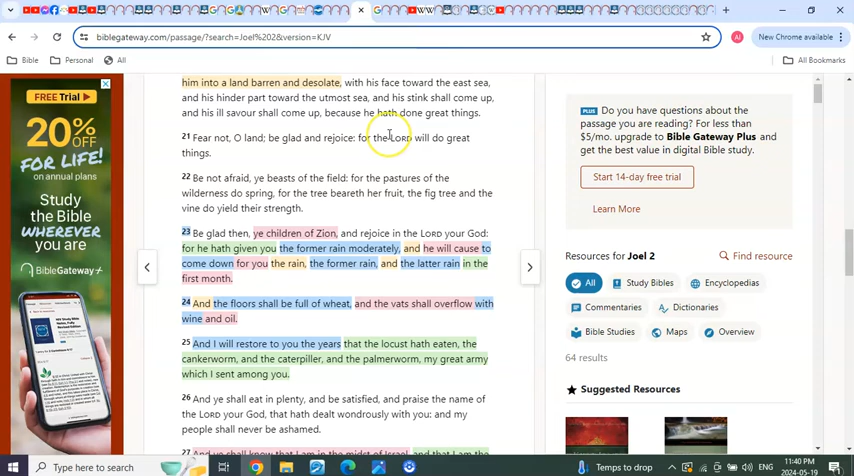 New Chrome available
biblegateway.com/passage/?search=Joel%202&version=KJV
Bible
Personal
All
All Bookmarks
FREE Trial
20%
OFF
FOR LIFE!
on annual plans
Study
the Bible
WHEREVER
you are
BibleGateway+
him into a land barren and desolate, with his face toward the east sea,
and his hinder part toward the utmost sea, and his stink shall come up,
and his ill savour shall come up, because he hath done great things.
21 Fear not, O land; be glad and rejoice: for the LORD will do great
things.
22 Be not afraid, ye beasts of the field: for the pastures of the
wilderness do spring, for the tree beareth her fruit, the fig tree and the
vine do yield their strength.
23 Be glad then, ye children of Zion, and rejoice in the LORD your God:
for he hath given you the former rain moderately, and he will cause to
come down for you the rain, the former rain, and the latter rain in the
first month.
24 And the floors shall be full of wheat, and the vats shall overflow with
wine and oil.
25 And I will restore to you the years that the locust hath eaten, the
cankerworm, and the caterpiller, and the palmerworm, my great army
which I sent among you.
26 And ye shall eat in plenty, and be satisfied, and praise the name of
the LORD your God, that hath dealt wondrously with you: and my
people shall never be ashamed.
27 And ye shall know that I am in the midst of Israel, and that I am the
PLUS Do you have questions about the
passage you are reading? For less than
$5/mo. upgrade to Bible Gateway Plus and
get the best value in digital Bible study.
Start 14-day free trial
Learn More
Resources for Joel 2
Find resource
All
Study Bibles
Encyclopedias
Commentaries
Dictionaries
Bible Studies
Maps
Overview
64 results
Suggested Resources
Type here to search
Temps to drop
ENG
11:40 PM
2024-05-19